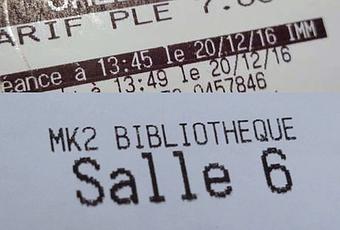 ARIF PLE 7.
éance à 13:45 le 20/12/16 IMM
à 13:49 le 20/12/16
0457846
MK2 BIBLIOTHEQUE
Salle 6